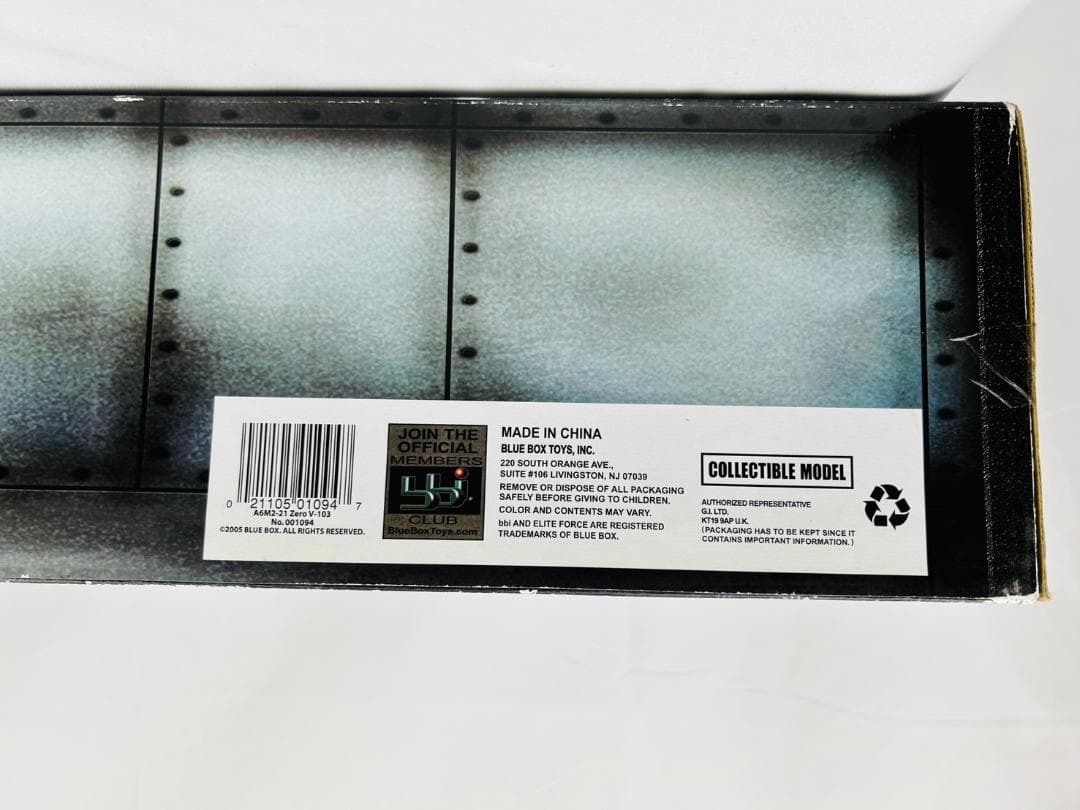 0 21105 01094 7
A6M2-21 Zero V-103
No.001094
©2005 BLUE BOX. ALL RIGHTS RESERVED.
JOIN THE
OFFICIAL
MEMBERS
bbi
CLUB
BlueBoxToys.com
MADE IN CHINA
BLUE BOX TOYS, INC.
220 SOUTH ORANGE AVE.,
SUITE #106 LIVINGSTON, NJ 07039
REMOVE OR DISPOSE OF ALL PACKAGING
SAFELY BEFORE GIVING TO CHILDREN.
COLOR AND CONTENTS MAY VARY.
bbi AND ELITE FORCE ARE REGISTERED
TRADEMARKS OF BLUE BOX.
COLLECTIBLE MODEL
AUTHORIZED REPRESENTATIVE
G.I. LTD.
KT19 9AP U.K.
(PACKAGING HAS TO BE KEPT SINCE IT
CONTAINS IMPORTANT INFORMATION.)